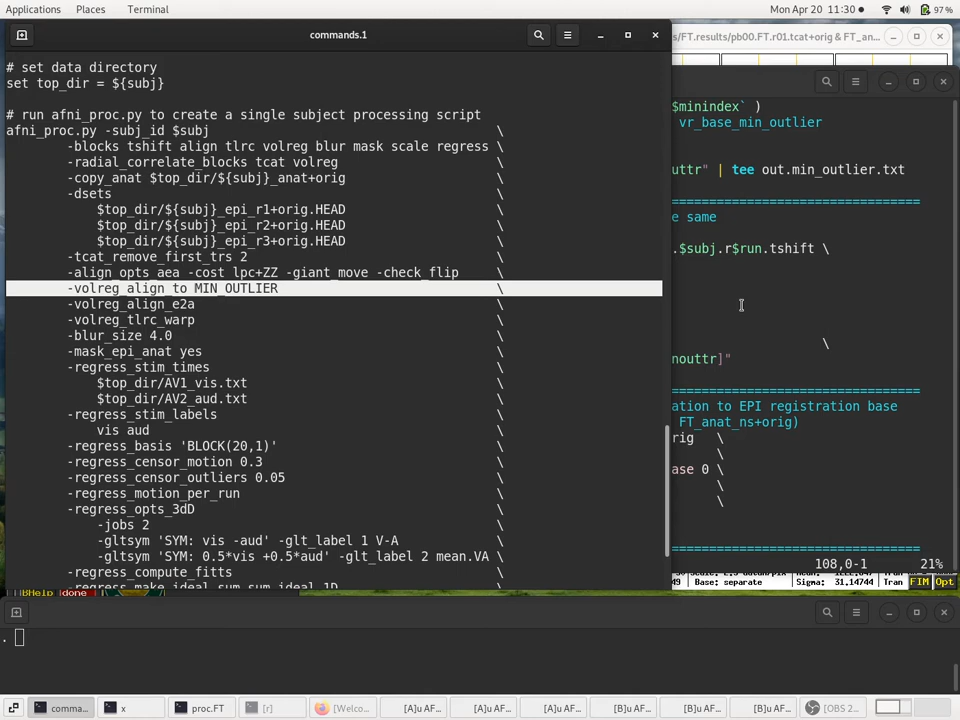 Applications Places Terminal Mon Apr 20 11:30 97 %
commands.1
FT.results/pb00.FT.r01.tcat+orig & FT_an...
# set data directory
set top_dir = ${subj}
# run afni_proc.py to create a single subject processing script
afni_proc.py -subj_id $subj \
-blocks tshift align tlrc volreg blur mask scale regress \
-radial_correlate_blocks tcat volreg \
-copy_anat $top_dir/${subj}_anat+orig \
-dsets \
$top_dir/${subj}_epi_r1+orig.HEAD \
$top_dir/${subj}_epi_r2+orig.HEAD \
$top_dir/${subj}_epi_r3+orig.HEAD \
-tcat_remove_first_trs 2 \
-align_opts_aea -cost lpc+ZZ -giant_move -check_flip \
-volreg_align_to MIN_OUTLIER \
-volreg_align_e2a \
-volreg_tlrc_warp \
-blur_size 4.0 \
-mask_epi_anat yes \
-regress_stim_times \
$top_dir/AV1_vis.txt \
$top_dir/AV2_aud.txt \
-regress_stim_labels \
vis aud \
-regress_basis 'BLOCK(20,1)' \
-regress_censor_motion 0.3 \
-regress_censor_outliers 0.05 \
-regress_motion_per_run \
-regress_opts_3dD \
-jobs 2 \
-gltsym 'SYM: vis -aud' -glt_label 1 V-A \
-gltsym 'SYM: 0.5*vis +0.5*aud' -glt_label 2 mean.VA \
-regress_compute_fitts \
-regress_make_ideal_sum sum_ideal.1D \
$minindex` )
vr_base_min_outlier
uttr" | tee out.min_outlier.txt
========================================
e same
.$subj.r$run.tshift \
\
nouttr]"
========================================
ation to EPI registration base
FT_anat_ns+orig)
rig \
\
ase 0 \
\
\
========================================
108,0-1 21%
49 Base: separate Sigma: 31.14744 Tran FIM Opt
BHelp done
.
comma... x proc.FT [r] [Welco... [A]u AF... [A]u AF... [A]u AF... [B]u AF... [B]u AF... [B]u AF... [OBS 2...